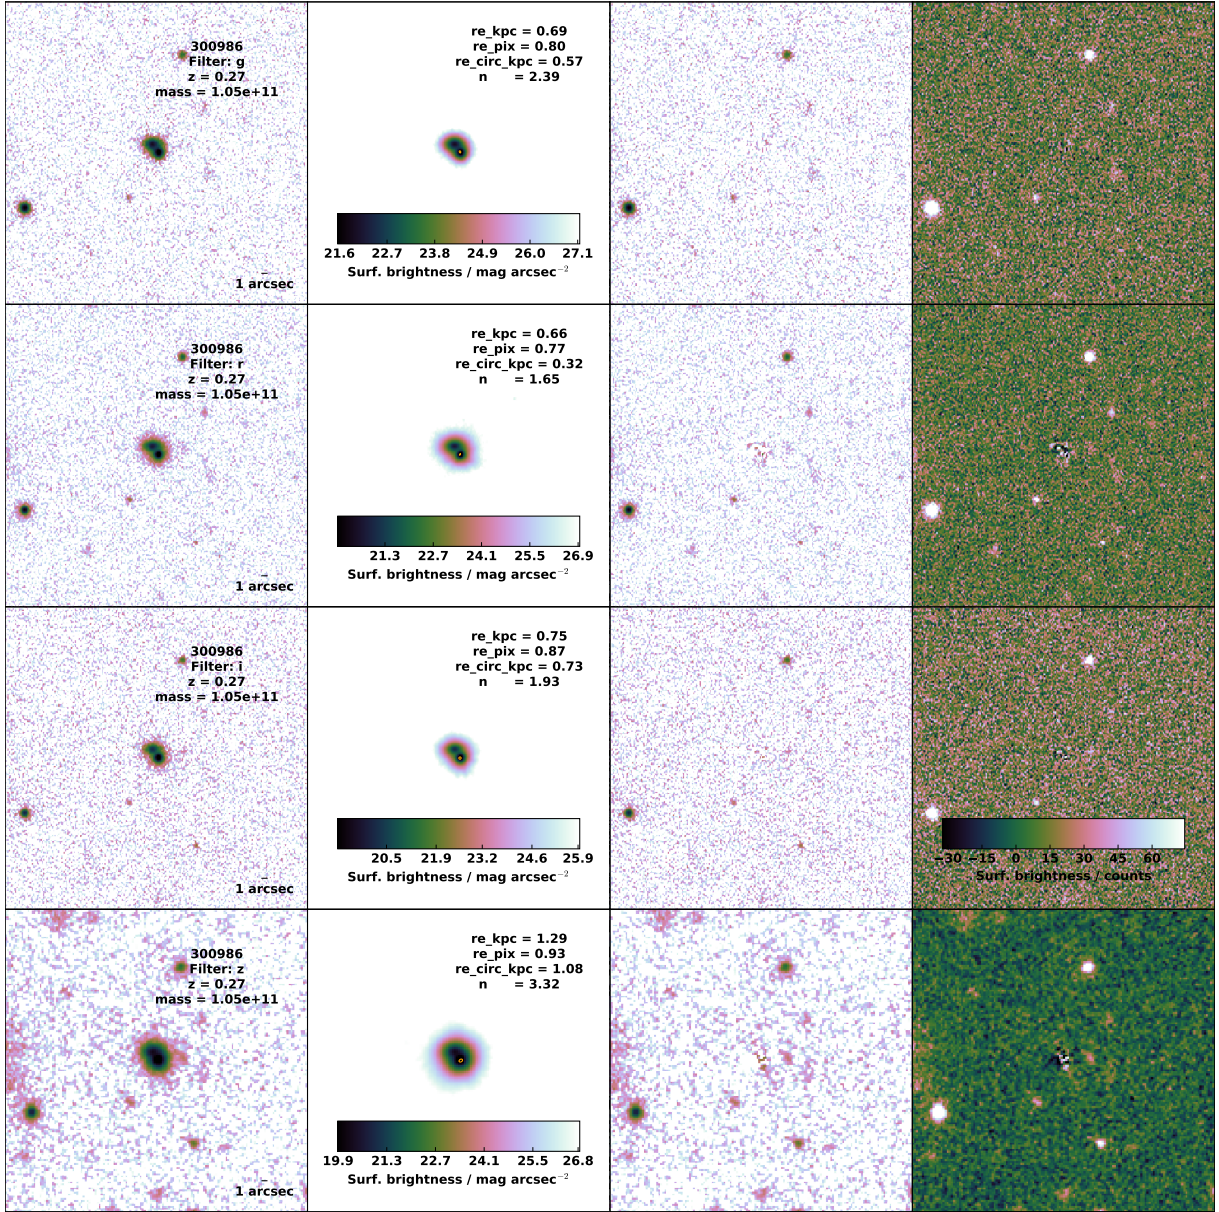 300986
Filter: g
z = 0.27
mass = 1.05e+11
1 arcsec
re_kpc = 0.69
re_pix = 0.80
re_circ_kpc = 0.57
n = 2.39
21.6 22.7 23.8 24.9 26.0 27.1
Surf. brightness / mag arcsec−2
300986
Filter: r
z = 0.27
mass = 1.05e+11
1 arcsec
re_kpc = 0.66
re_pix = 0.77
re_circ_kpc = 0.32
n = 1.65
21.3 22.7 24.1 25.5 26.9
Surf. brightness / mag arcsec−2
300986
Filter: i
z = 0.27
mass = 1.05e+11
1 arcsec
re_kpc = 0.75
re_pix = 0.87
re_circ_kpc = 0.73
n = 1.93
20.5 21.9 23.2 24.6 25.9
Surf. brightness / mag arcsec−2
−30 −15 0 15 30 45 60
Surf. brightness / counts
300986
Filter: z
z = 0.27
mass = 1.05e+11
1 arcsec
re_kpc = 1.29
re_pix = 0.93
re_circ_kpc = 1.08
n = 3.32
19.9 21.3 22.7 24.1 25.5 26.8
Surf. brightness / mag arcsec−2